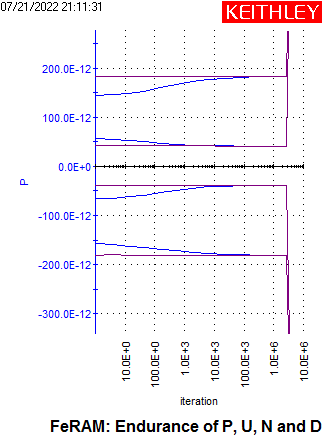 07/21/2022 21:11:31
KEITHLEY
200.0E-12
100.0E-12
0.0E+0
P
-100.0E-12
-200.0E-12
-300.0E-12
10.0E+0
100.0E+0
1.0E+3
10.0E+3
100.0E+3
1.0E+6
10.0E+6
iteration
FeRAM: Endurance of P, U, N and D